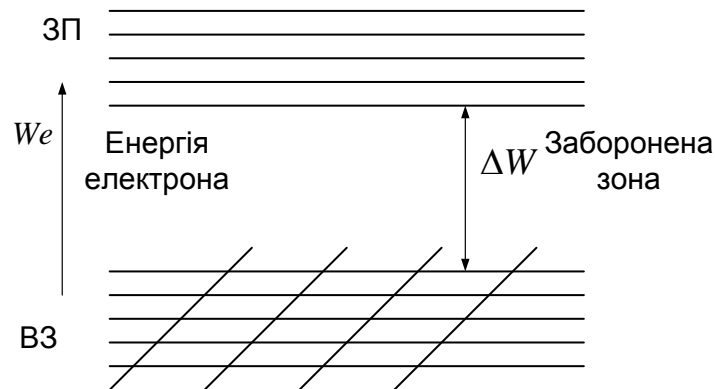 ЗП
We
Енергія
електрона
ΔW
Заборонена
зона
ВЗ